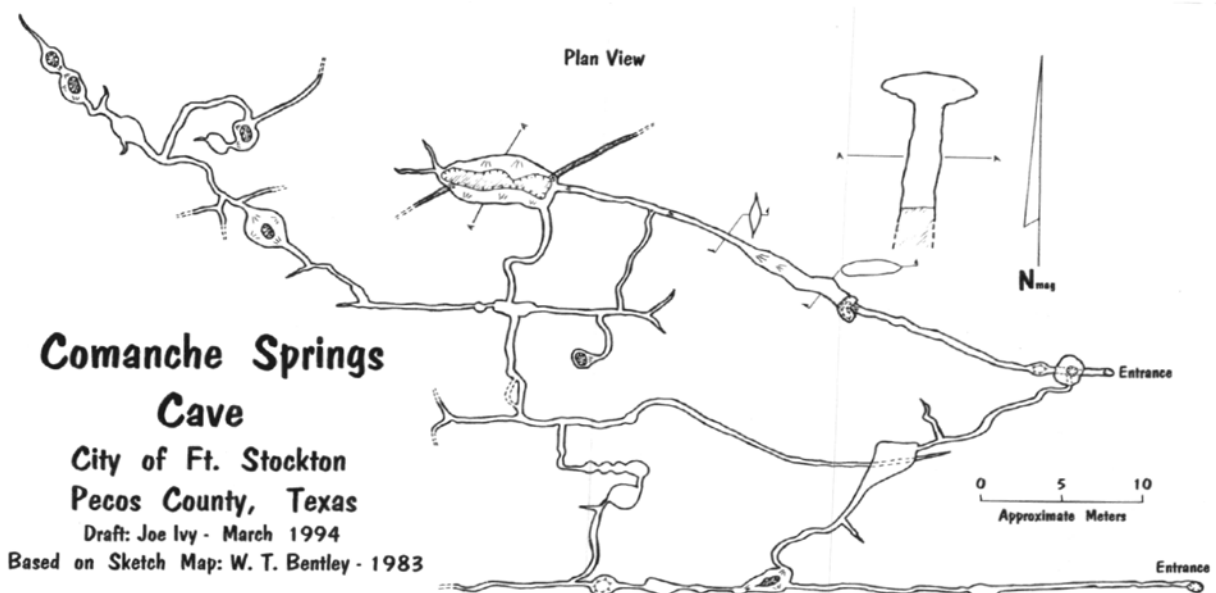 Plan View
A
A
A
A
N mag
Entrance
0 5 10
Approximate Meters
Entrance
Comanche Springs
Cave
City of Ft. Stockton
Pecos County, Texas
Draft: Joe Ivy - March 1994
Based on Sketch Map: W. T. Bentley - 1983